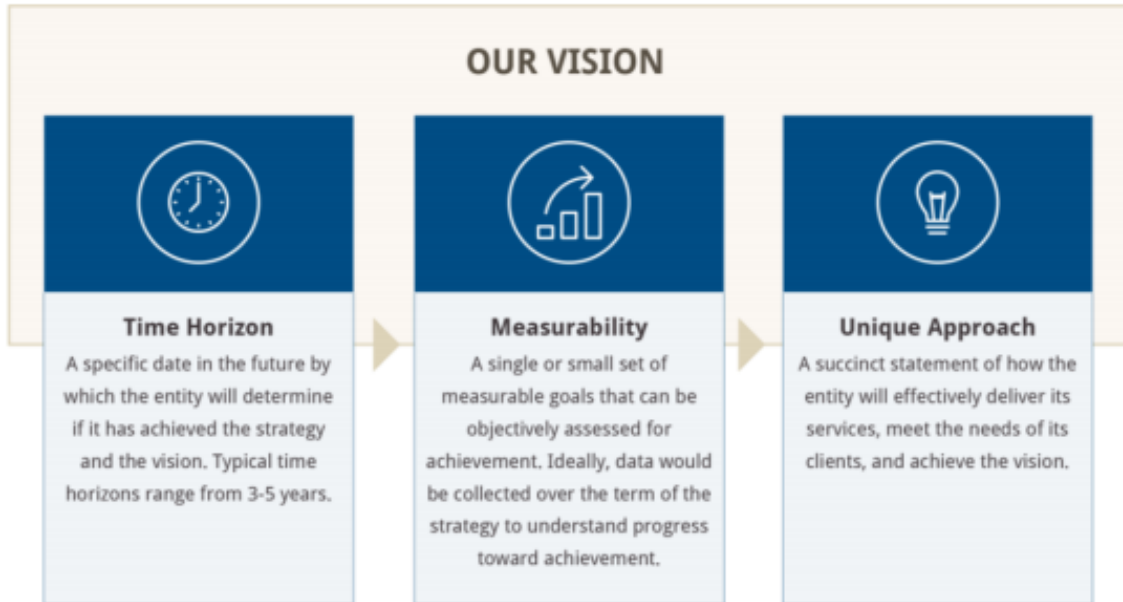 OUR VISION
Time Horizon
A specific date in the future by
which the entity will determine
if it has achieved the strategy
and the vision. Typical time
horizons range from 3-5 years.
Measurability
A single or small set of
measurable goals that can be
objectively assessed for
achievement. Ideally, data would
be collected over the term of the
strategy to understand progress
toward achievement.
Unique Approach
A succinct statement of how the
entity will effectively deliver its
services, meet the needs of its
clients, and achieve the vision.